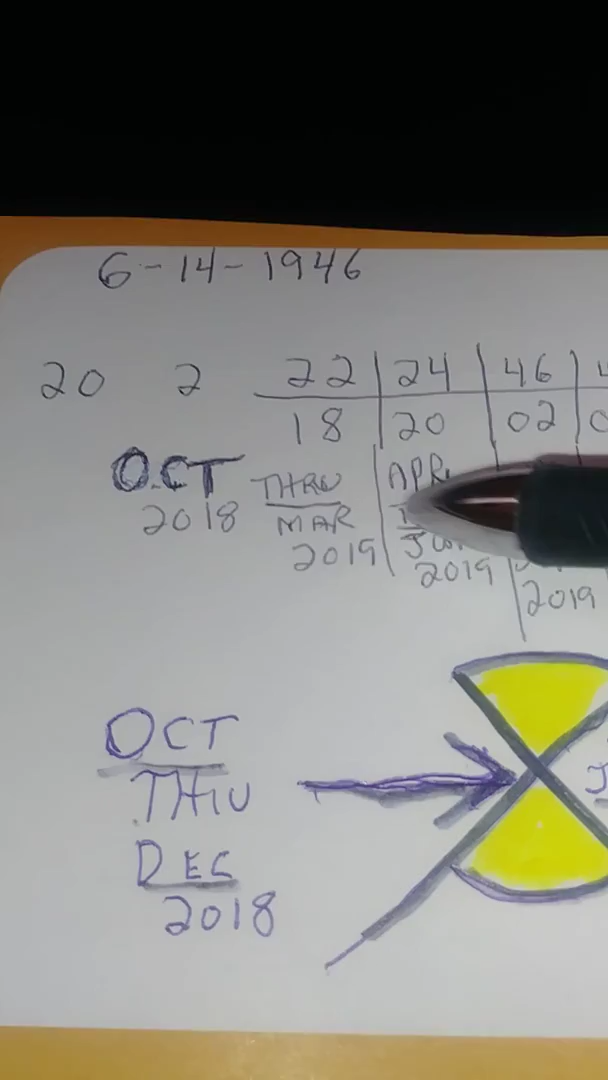 6-14-1946
20 2 22 24 46
18 20 02
OCT THRU APR
2018 MAR
2019 2019
2019
OCT
THRU
DEC
2018